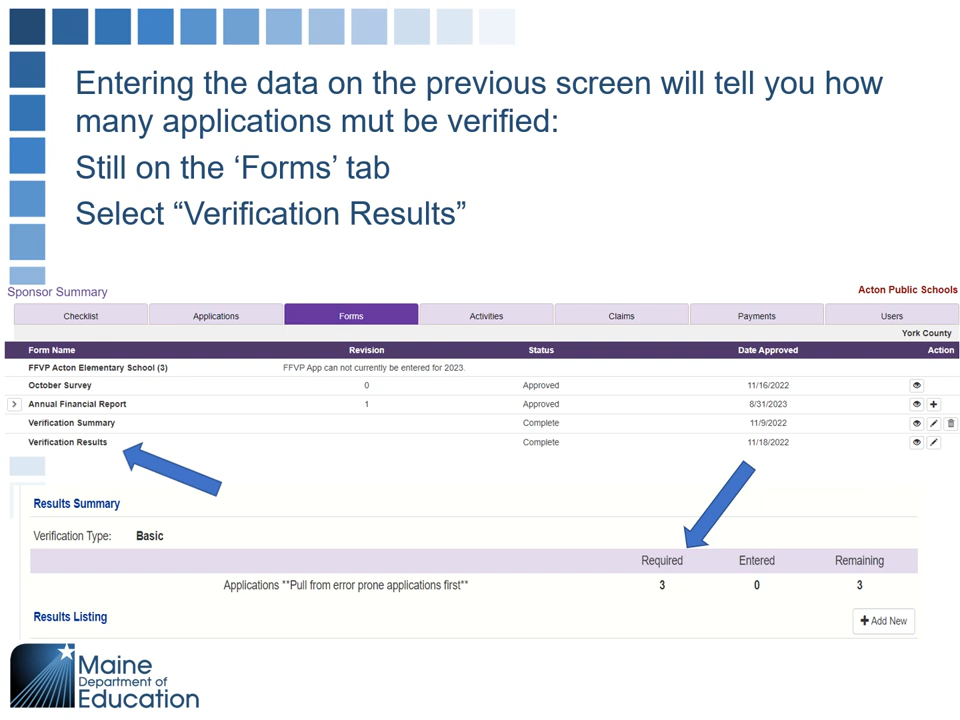 Entering the data on the previous screen will tell you how
many applications mut be verified:
Still on the ‘Forms’ tab
Select “Verification Results”
Sponsor Summary
Acton Public Schools
Checklist Applications Forms Activities Claims Payments Users
York County
Form Name Revision Status Date Approved Action
FFVP Acton Elementary School (3) FFVP App can not currently be entered for 2023.
October Survey 0 Approved 11/16/2022
Annual Financial Report 1 Approved 8/31/2023
Verification Summary Complete 11/9/2022
Verification Results Complete 11/18/2022
Results Summary
Verification Type: Basic
Required Entered Remaining
Applications **Pull from error prone applications first** 3 0 3
Results Listing
Add New
Maine
Department of
Education